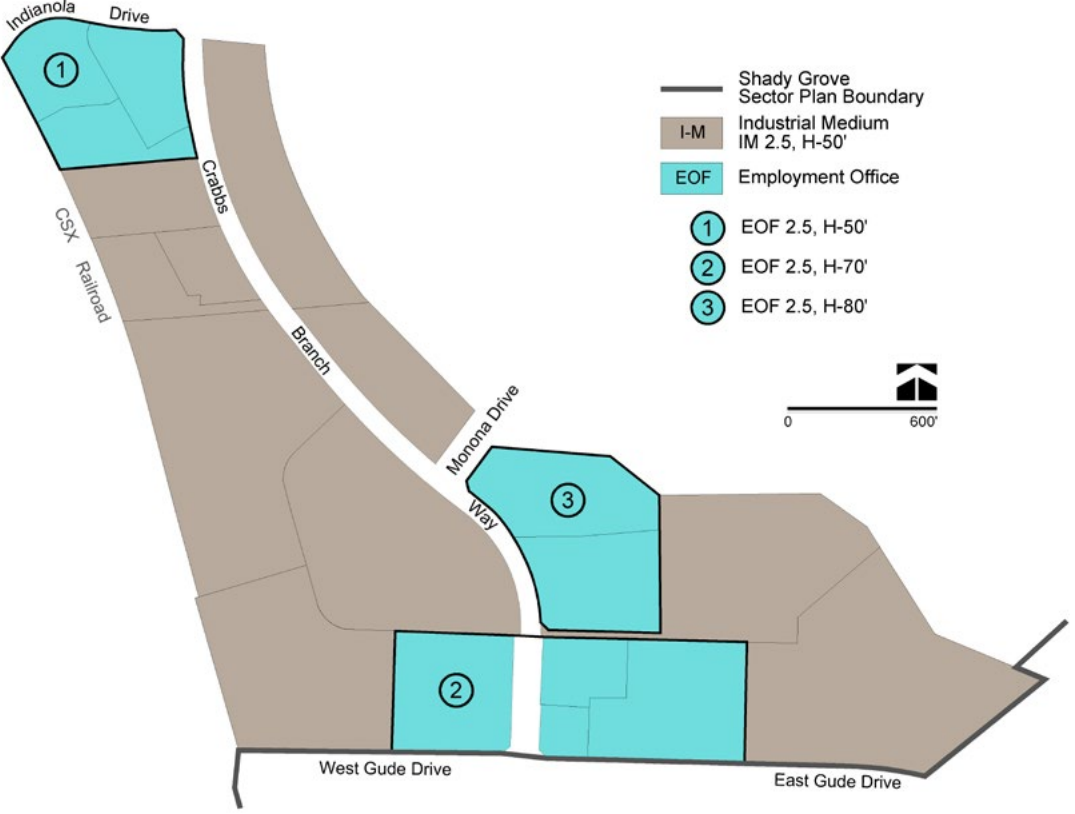 Indianola Drive
1
Crabbs
Branch
Way
CSX Railroad
Monona Drive
3
2
West Gude Drive
East Gude Drive
Shady Grove
Sector Plan Boundary
I-M
Industrial Medium
IM 2.5, H-50'
EOF
Employment Office
1 EOF 2.5, H-50'
2 EOF 2.5, H-70'
3 EOF 2.5, H-80'
0 600'